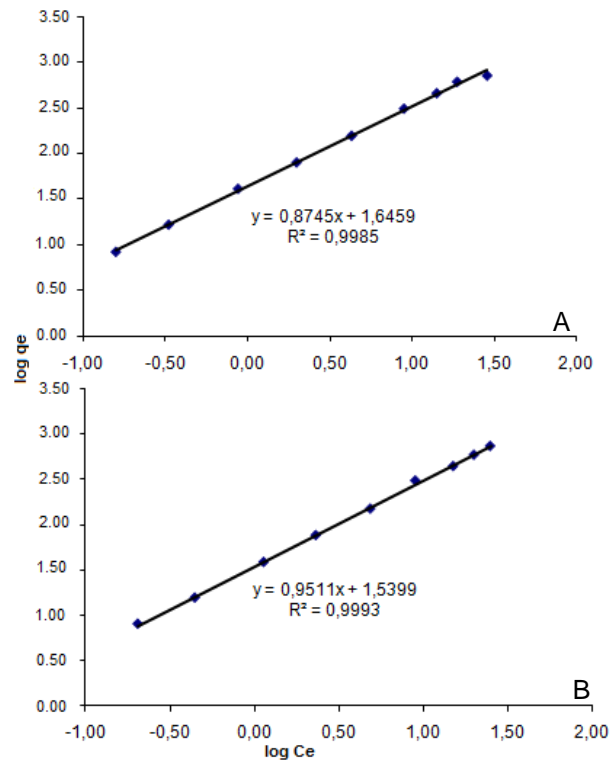 3.50
3.00
2.50
2.00
1.50
1.00
0.50
0.00
y = 0,8745x + 1,6459
R² = 0,9985
A
-1,00 -0,50 0,00 0,50 1,00 1,50 2,00
log qe
3.50
3.00
2.50
2.00
1.50
1.00
0.50
0.00
y = 0,9511x + 1,5399
R² = 0,9993
B
-1,00 -0,50 0,00 0,50 1,00 1,50 2,00
log Ce